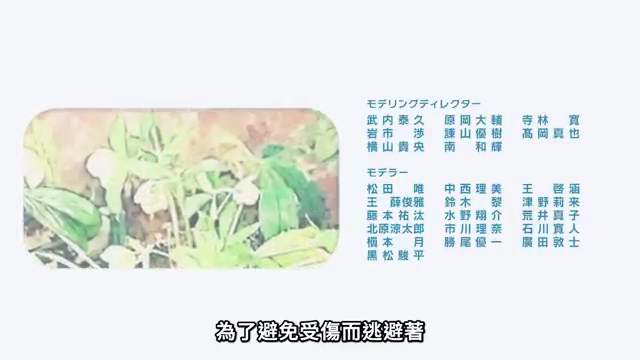 モデリングディレクター
武内泰久 原岡大輔 寺林 寛
岩市 渉 諌山優樹 髙岡真也
横山貴央 南 和輝
モデラー
松田 唯 中西理美 王 啓涵
王 薛俊雅 鈴木 黎 津野莉来
藤本祐汰 水野翔介 荒井真子
北原涼太郎 市川理奈 石川寛人
槇本 月 勝尾優一 廣田敦士
黒松駿平
為了避免受傷而逃避著